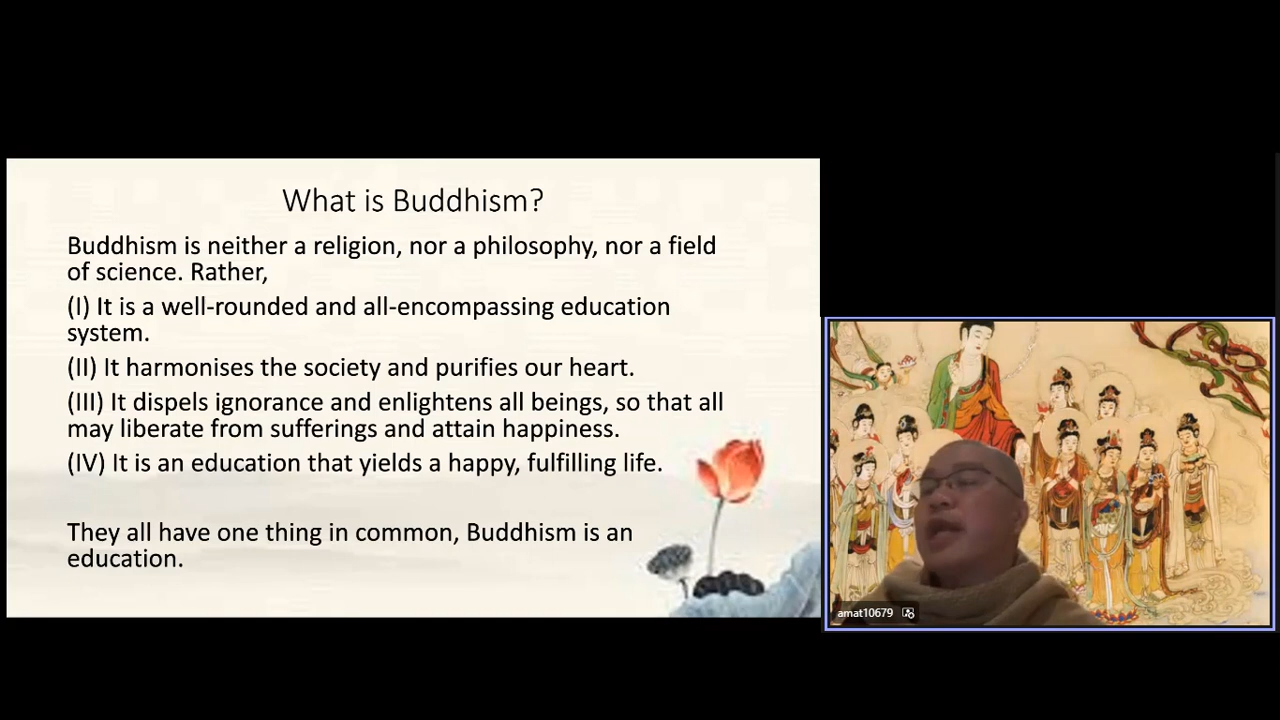 What is Buddhism?
Buddhism is neither a religion, nor a philosophy, nor a field
of science. Rather,
(I) It is a well-rounded and all-encompassing education
system.
(II) It harmonises the society and purifies our heart.
(III) It dispels ignorance and enlightens all beings, so that all
may liberate from sufferings and attain happiness.
(IV) It is an education that yields a happy, fulfilling life.
They all have one thing in common, Buddhism is an
education.
amat10679